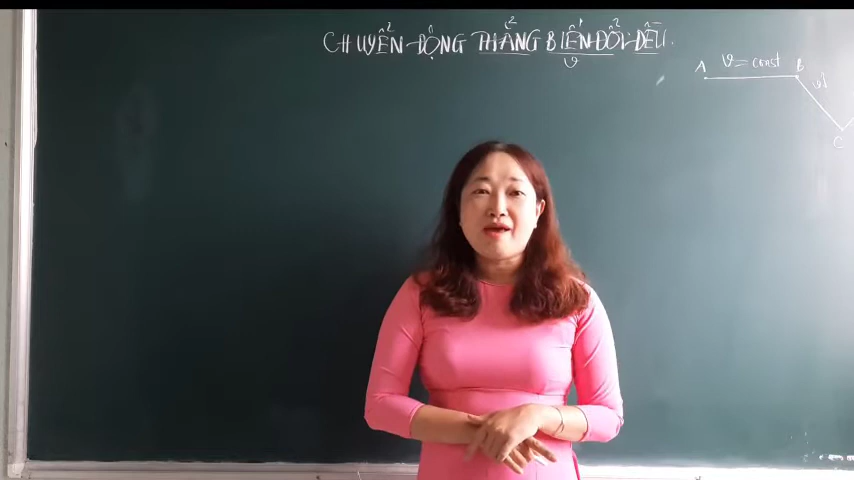 CHUYỂN ĐỘNG THẲNG BIẾN ĐỔI ĐỀU.
v
A v = const B
v
C